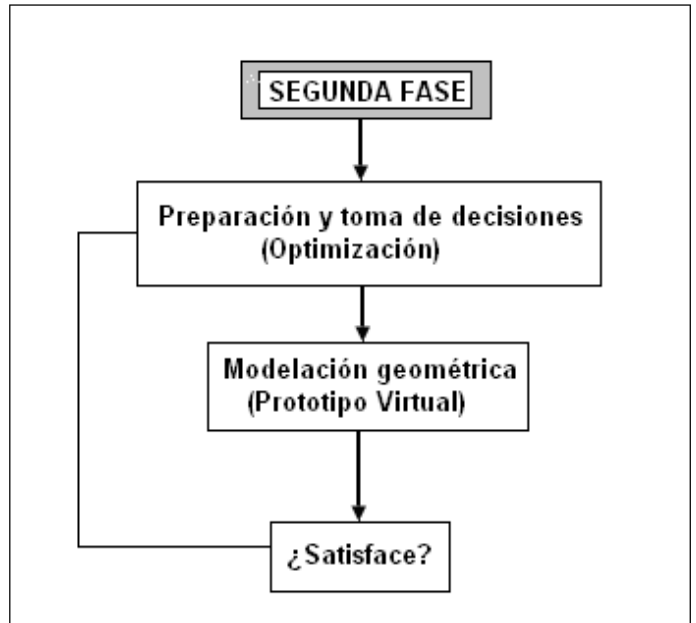 SEGUNDA FASE
Preparación y toma de decisiones
(Optimización)
Modelación geométrica
(Prototipo Virtual)
¿Satisface?